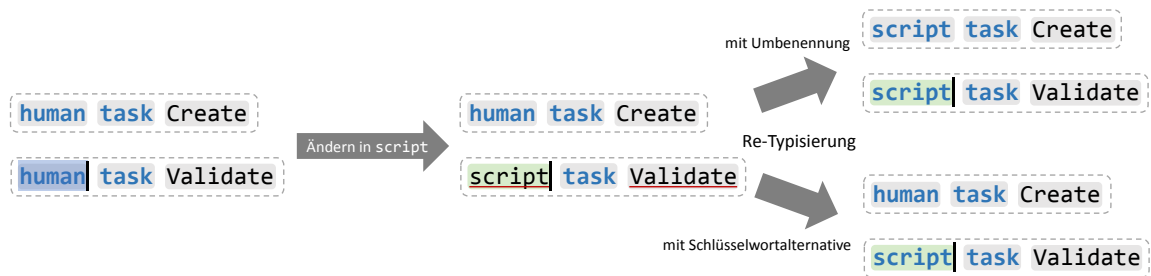 human task Create
human task Validate
Ändern in script
human task Create
script task Validate
mit Umbenennung
Re-Typisierung
mit Schlüsselwortalternative
script task Create
script task Validate
human task Create
script task Validate